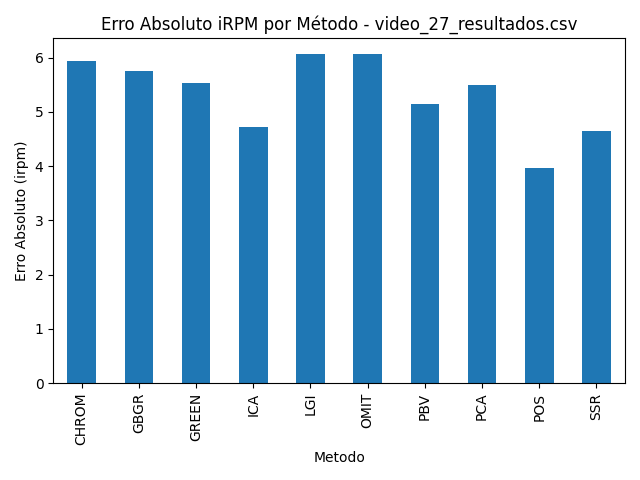 Erro Absoluto iRPM por Método - video_27_resultados.csv
Erro Absoluto (irpm)
6
5
4
3
2
1
0
CHROM
GBGR
GREEN
ICA
LGI
OMIT
PBV
PCA
POS
SSR
Metodo